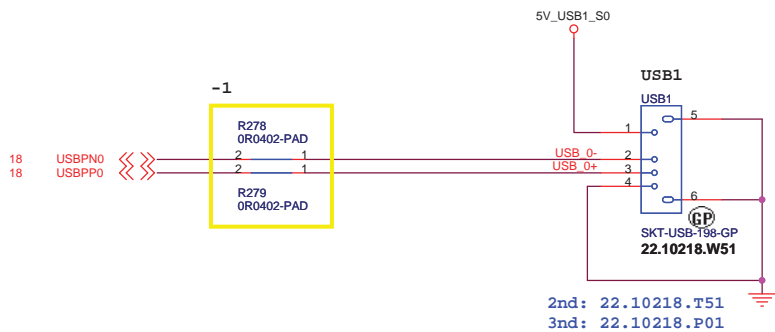 5V_USB1_S0
-1
USB1
USB1
R278
0R0402-PAD
5
1
18 USBPN0 2 1 USB_0- 2
18 USBPP0 2 1 USB_0+ 3
4
R279
0R0402-PAD
6
GP
SKT-USB-198-GP
22.10218.W51
2nd: 22.10218.T51
3nd: 22.10218.P01